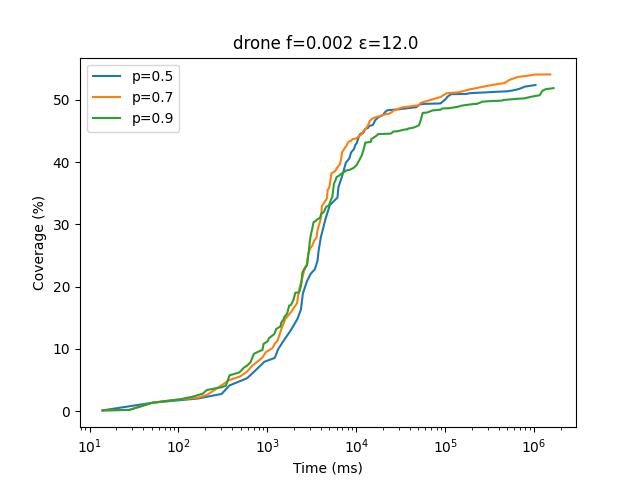 drone f=0.002 ε=12.0
p=0.5
p=0.7
p=0.9
Coverage (%)
50
40
30
20
10
0
10¹
10²
10³
10⁴
10⁵
10⁶
Time (ms)